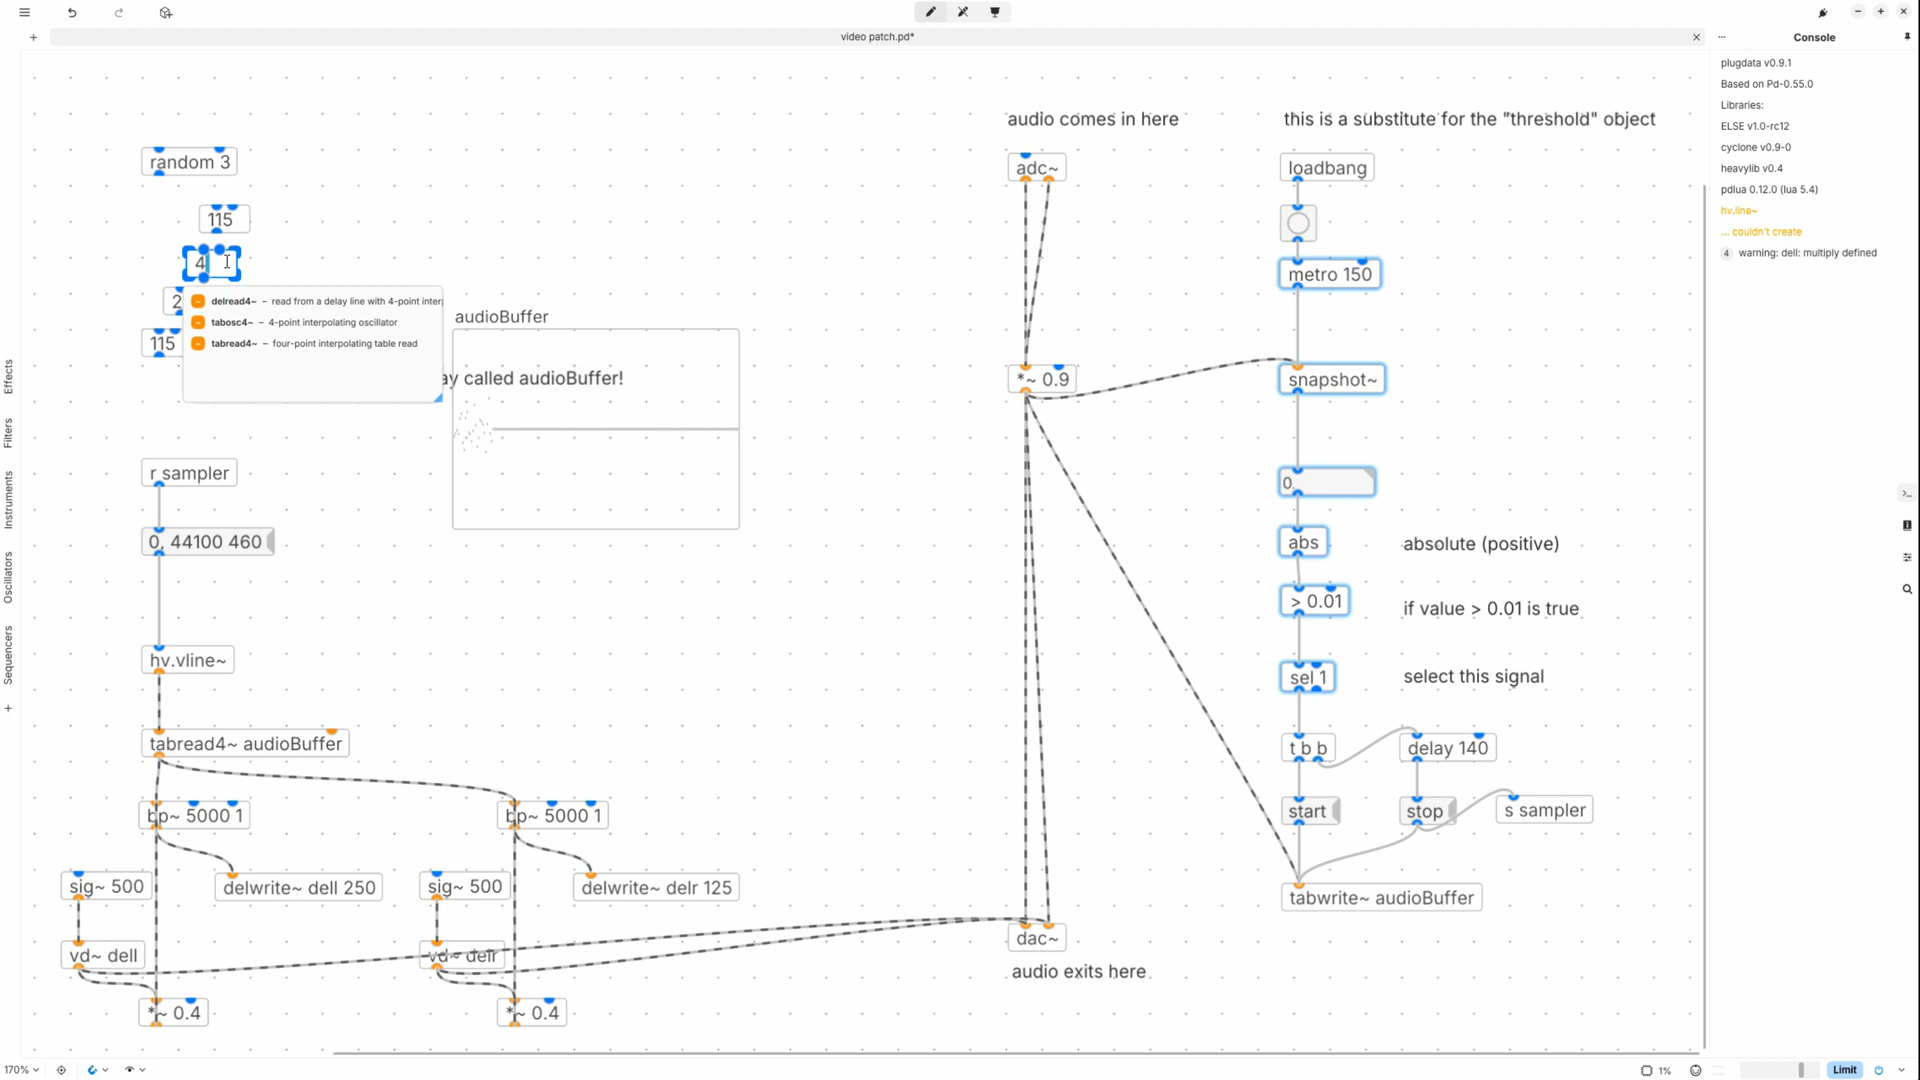 video patch.pd*
Console
plugdata v0.9.1
Based on Pd-0.55.0
Libraries:
ELSE v1.0-rc12
cyclone v0.9-0
heavylib v0.4
pdlua 0.12.0 (lua 5.4)
hv.line~
... couldn't create
4 warning: dell: multiply defined
Effects
Filters
Instruments
Oscillators
Sequencers
random 3
115
4
2
115
delread4~ – read from a delay line with 4-point
tabosc4~ – 4-point interpolating oscillator
tabread4~ – four-point interpolating table read
audioBuffer
called audioBuffer!
r sampler
0, 44100 460
hv.vline~
tabread4~ audioBuffer
bp~ 5000 1
bp~ 5000 1
sig~ 500
delwrite~ dell 250
sig~ 500
delwrite~ delr 125
vd~ dell
vd~ delr
*~ 0.4
*~ 0.4
audio comes in here
adc~
*~ 0.9
dac~
audio exits here
this is a substitute for the "threshold" object
loadbang
metro 150
snapshot~
0.
abs
absolute (positive)
> 0.01
if value > 0.01 is true
sel 1
select this signal
t b b
delay 140
start
stop
s sampler
tabwrite~ audioBuffer
170%
1%
Limit